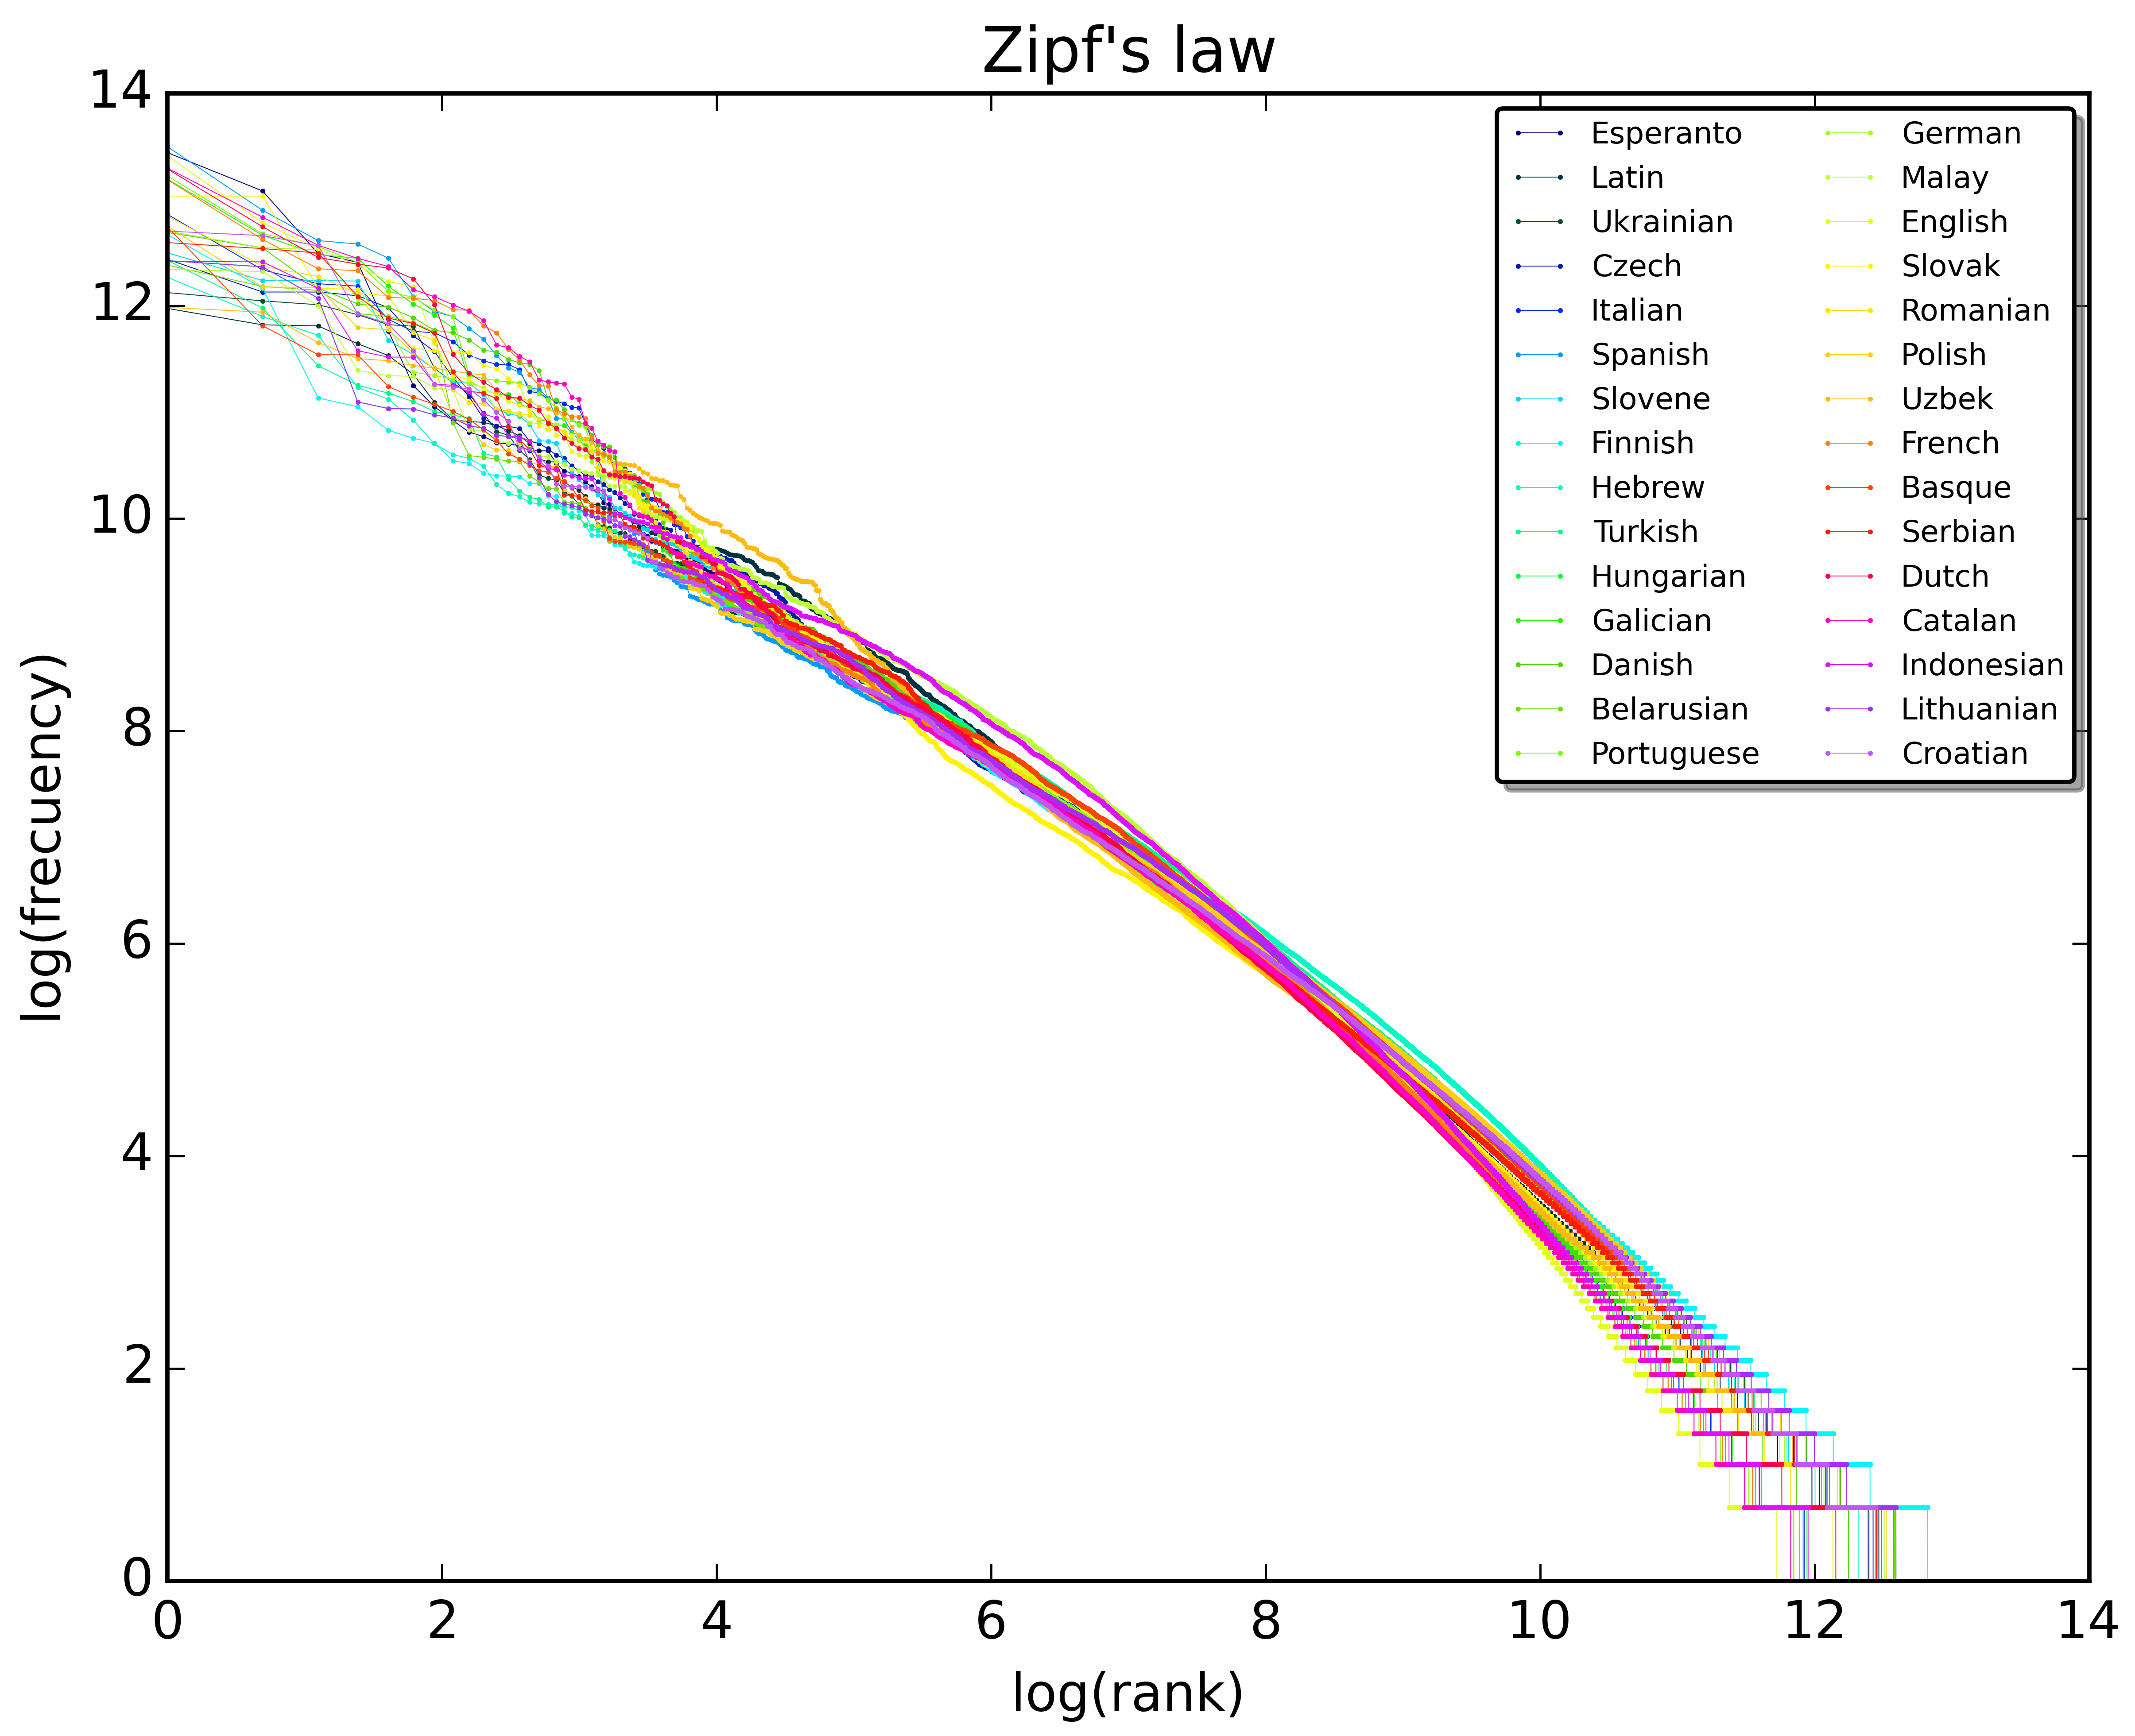 Zipf's law
14
12
10
8
6
4
2
0
log(frecuency)
0 2 4 6 8 10 12 14
log(rank)
Esperanto
Latin
Ukrainian
Czech
Italian
Spanish
Slovene
Finnish
Hebrew
Turkish
Hungarian
Galician
Danish
Belarusian
Portuguese
German
Malay
English
Slovak
Romanian
Polish
Uzbek
French
Basque
Serbian
Dutch
Catalan
Indonesian
Lithuanian
Croatian